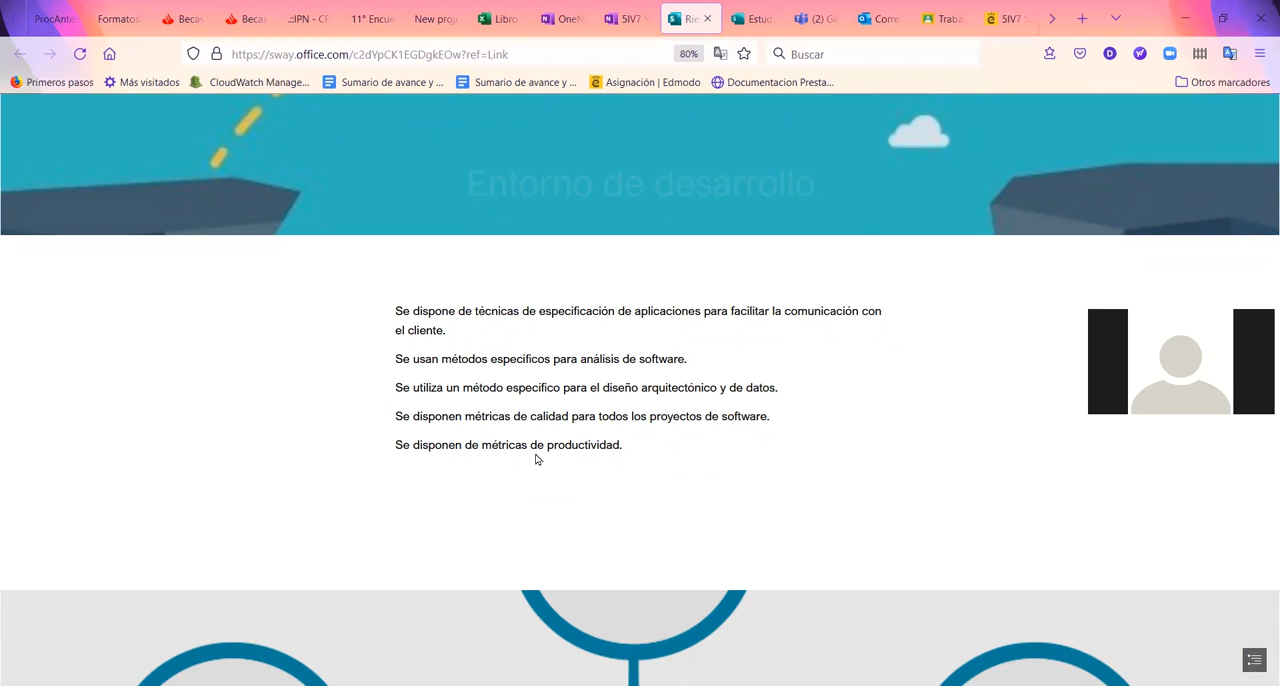 ProcAnte
Formatos
Becas
Becas
.::IPN - CF
11° Encue
New proj
Libro
OneN
5IV7 S
Rie
Estud
(2) Ge
Corre
Traba
5IV7 S
https://sway.office.com/c2dYpCK1EGDgkEOw?ref=Link
80%
Buscar
Primeros pasos
Más visitados
CloudWatch Manage...
Sumario de avance y ...
Sumario de avance y ...
Asignación | Edmodo
Documentacion Presta...
Otros marcadores
Entorno de desarrollo
Se dispone de técnicas de especificación de aplicaciones para facilitar la comunicación con
el cliente.
Se usan métodos específicos para análisis de software.
Se utiliza un método especifico para el diseño arquitectónico y de datos.
Se disponen métricas de calidad para todos los proyectos de software.
Se disponen de métricas de productividad.